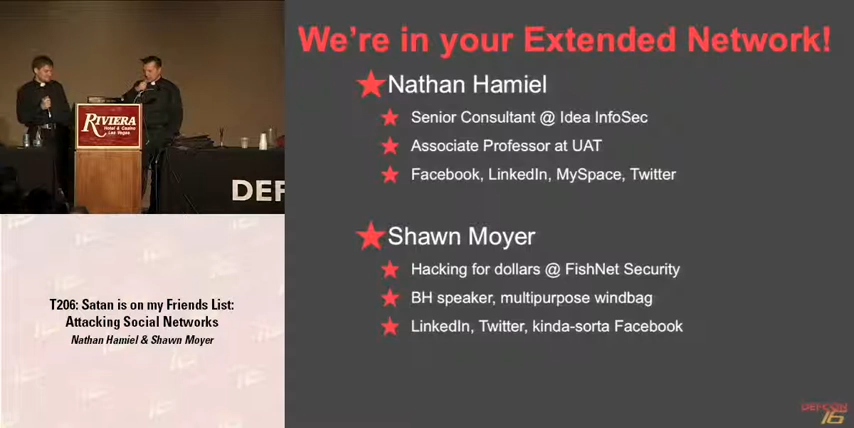 We're in your Extended Network!
Nathan Hamiel
Senior Consultant @ Idea InfoSec
Associate Professor at UAT
Facebook, LinkedIn, MySpace, Twitter
Shawn Moyer
Hacking for dollars @ FishNet Security
BH speaker, multipurpose windbag
LinkedIn, Twitter, kinda-sorta Facebook
RIVIERA
Hotel & Casino
Las Vegas
DEF
T206: Satan is on my Friends List:
Attacking Social Networks
Nathan Hamiel & Shawn Moyer
DEFCON
16